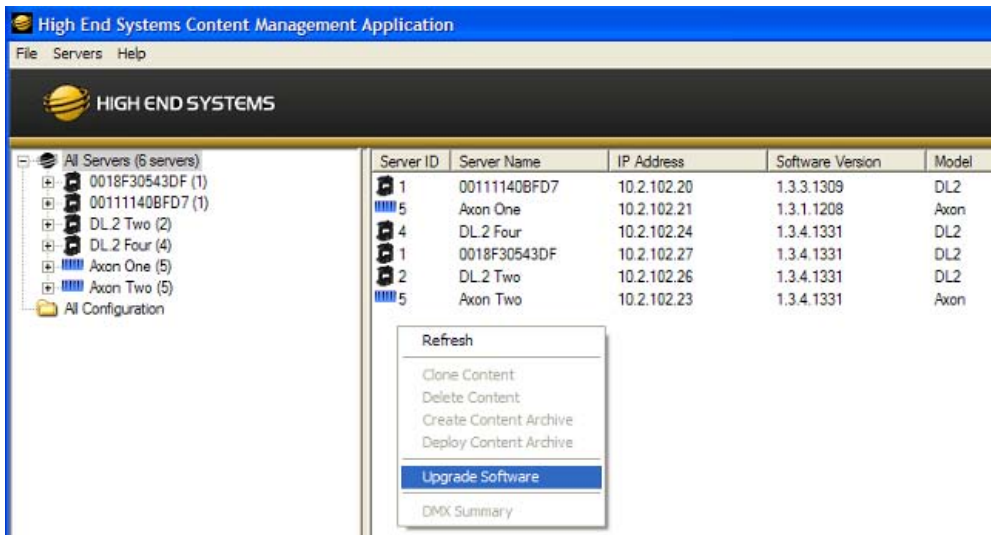 High End Systems Content Management Application
File Servers Help
HIGH END SYSTEMS
All Servers (6 servers)
0018F30543DF (1)
00111140BFD7 (1)
DL.2 Two (2)
DL.2 Four (4)
Axon One (5)
Axon Two (5)
All Configuration
Server ID Server Name IP Address Software Version Model
1 00111140BFD7 10.2.102.20 1.3.3.1309 DL2
5 Axon One 10.2.102.21 1.3.1.1208 Axon
4 DL.2 Four 10.2.102.24 1.3.4.1331 DL2
1 0018F30543DF 10.2.102.27 1.3.4.1331 DL2
2 DL.2 Two 10.2.102.26 1.3.4.1331 DL2
5 Axon Two 10.2.102.23 1.3.4.1331 Axon
Refresh
Clone Content
Delete Content
Create Content Archive
Deploy Content Archive
Upgrade Software
DMX Summary